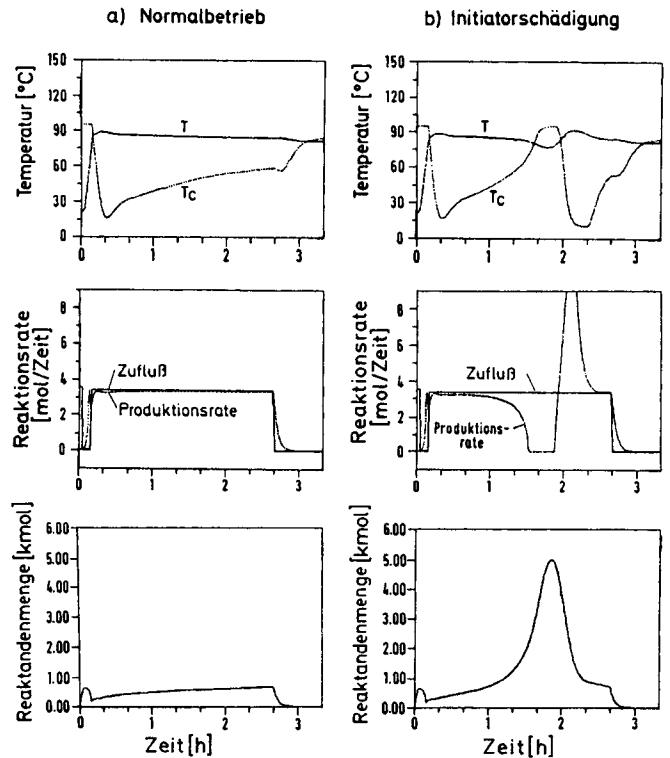 a) Normalbetrieb
b) Initiatorschädigung
Temperatur [°C]
150
120
90
60
30
0
T
Tc
0
1
2
3
Temperatur [°C]
150
120
90
60
30
0
T
Tc
0
1
2
3
Reaktionsrate
[mol/Zeit]
8
6
4
2
0
Zufluß
Produktionsrate
0
1
2
3
Reaktionsrate
[mol/Zeit]
8
6
4
2
0
Zufluß
Produktions-
rate
0
1
2
3
Reaktandenmenge [kmol]
6.00
5.00
4.00
3.00
2.00
1.00
0.00
0
1
2
3
Zeit [h]
Reaktandenmenge [kmol]
6.00
5.00
4.00
3.00
2.00
1.00
0.00
0
1
2
3
Zeit [h]